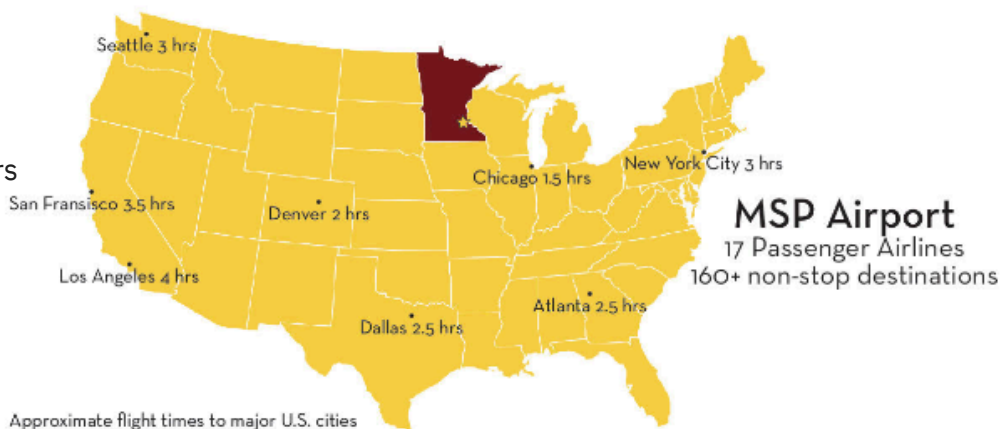 Seattle 3 hrs
rs
New York City 3 hrs
Chicago 1.5 hrs
San Fransisco 3.5 hrs
Denver 2 hrs
MSP Airport
17 Passenger Airlines
160+ non-stop destinations
Los Angeles 4 hrs
Atlanta 2.5 hrs
Dallas 2.5 hrs
Approximate flight times to major U.S. cities